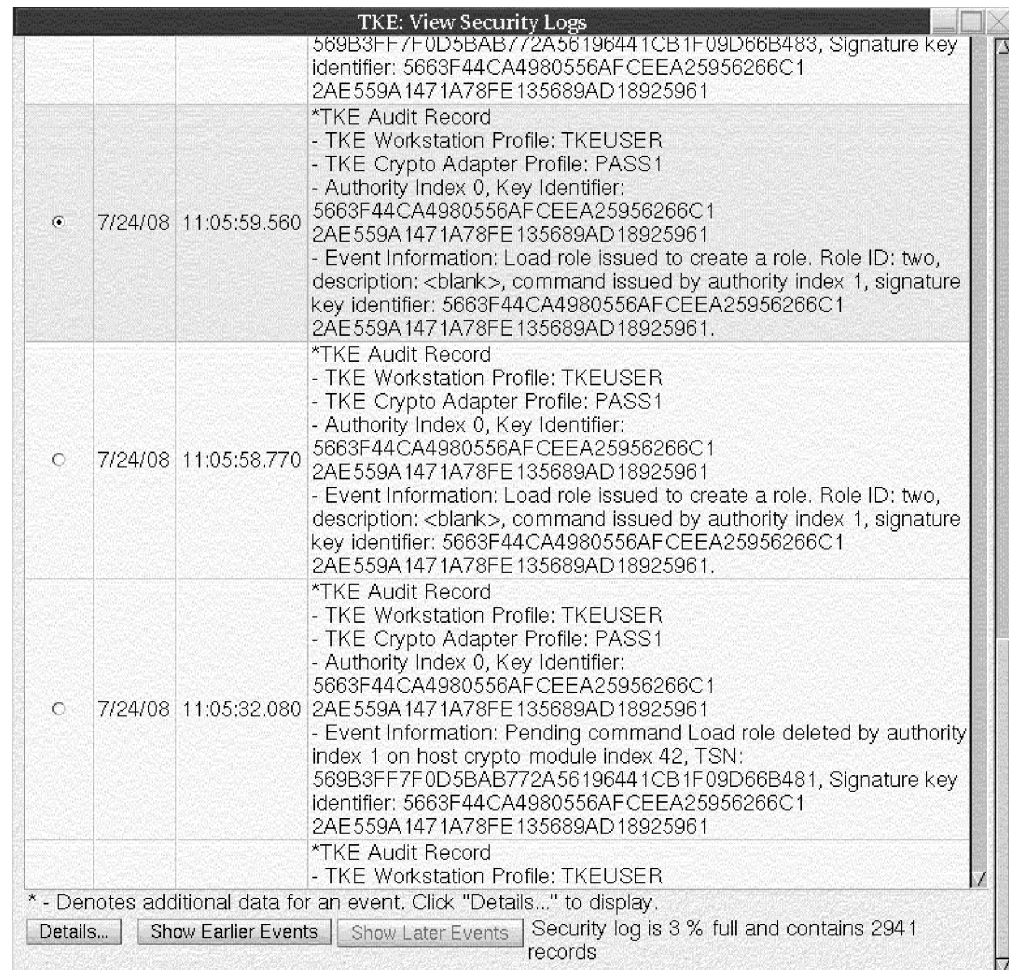 TKE: View Security Logs
569B3FF7F0D5BAB772A56196441CB1F09D66B483, Signature key
identifier: 5663F44CA4980556AFCEEA25956266C1
2AE559A1471A78FE135689AD18925961
*TKE Audit Record
- TKE Workstation Profile: TKEUSER
- TKE Crypto Adapter Profile: PASS1
- Authority Index 0, Key Identifier:
5663F44CA4980556AFCEEA25956266C1
7/24/08 11:05:59.560 2AE559A1471A78FE135689AD18925961
- Event Information: Load role issued to create a role. Role ID: two,
description: <blank>, command issued by authority index 1, signature
key identifier: 5663F44CA4980556AFCEEA25956266C1
2AE559A1471A78FE135689AD18925961.
*TKE Audit Record
- TKE Workstation Profile: TKEUSER
- TKE Crypto Adapter Profile: PASS1
- Authority Index 0, Key Identifier:
5663F44CA4980556AFCEEA25956266C1
7/24/08 11:05:58.770 2AE559A1471A78FE135689AD18925961
- Event Information: Load role issued to create a role. Role ID: two,
description: <blank>, command issued by authority index 1, signature
key identifier: 5663F44CA4980556AFCEEA25956266C1
2AE559A1471A78FE135689AD18925961.
*TKE Audit Record
- TKE Workstation Profile: TKEUSER
- TKE Crypto Adapter Profile: PASS1
- Authority Index 0, Key Identifier:
5663F44CA4980556AFCEEA25956266C1
7/24/08 11:05:32.080 2AE559A1471A78FE135689AD18925961
- Event Information: Pending command Load role deleted by authority
index 1 on host crypto module index 42, TSN:
569B3FF7F0D5BAB772A56196441CB1F09D66B481, Signature key
identifier: 5663F44CA4980556AFCEEA25956266C1
2AE559A1471A78FE135689AD18925961
*TKE Audit Record
- TKE Workstation Profile: TKEUSER
* - Denotes additional data for an event. Click "Details..." to display.
Details... Show Earlier Events Show Later Events Security log is 3 % full and contains 2941
records